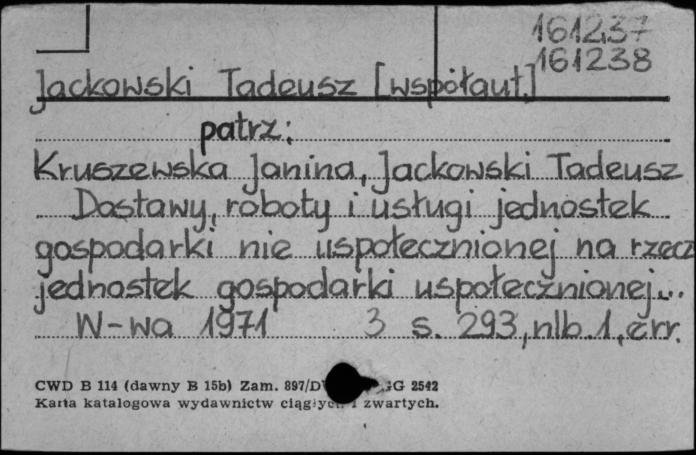 161237
161238
Jackowski Tadeusz [współaut.]
patrz:
Kruszewska Janina, Jackowski Tadeusz
Dostawy, roboty i usługi jednostek
gospodarki nie uspołecznionej na rzecz
jednostek gospodarki uspołecznionej...
W-wa 1971 3 s. 293, nlb. 1, err.
CWD B 114 (dawny B 15b) Zam. 897/ GG 2542
Karta katalogowa wydawnictw ciągłych i zwartych.